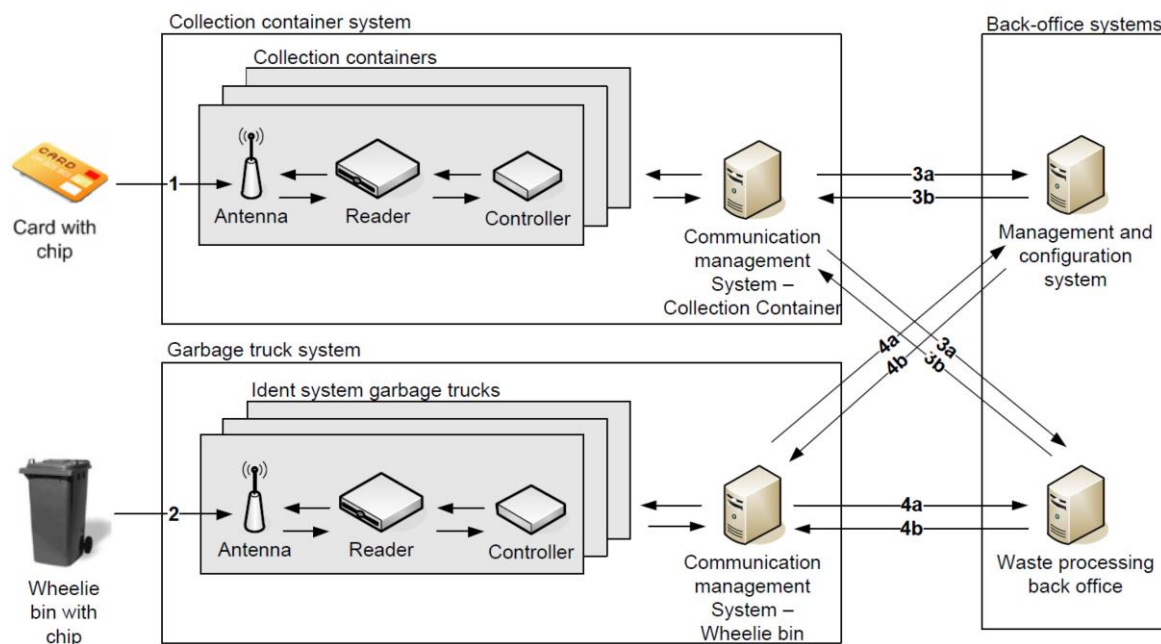 Collection container system
Back-office systems
Collection containers
CARD
1
Antenna
Reader
Controller
3a
3b
Card with
chip
Communication
management
System –
Collection Container
Management and
configuration
system
4a
4b
3a
3b
Garbage truck system
Ident system garbage trucks
2
Antenna
Reader
Controller
4a
4b
Wheelie
bin with
chip
Communication
management
System –
Wheelie bin
Waste processing
back office